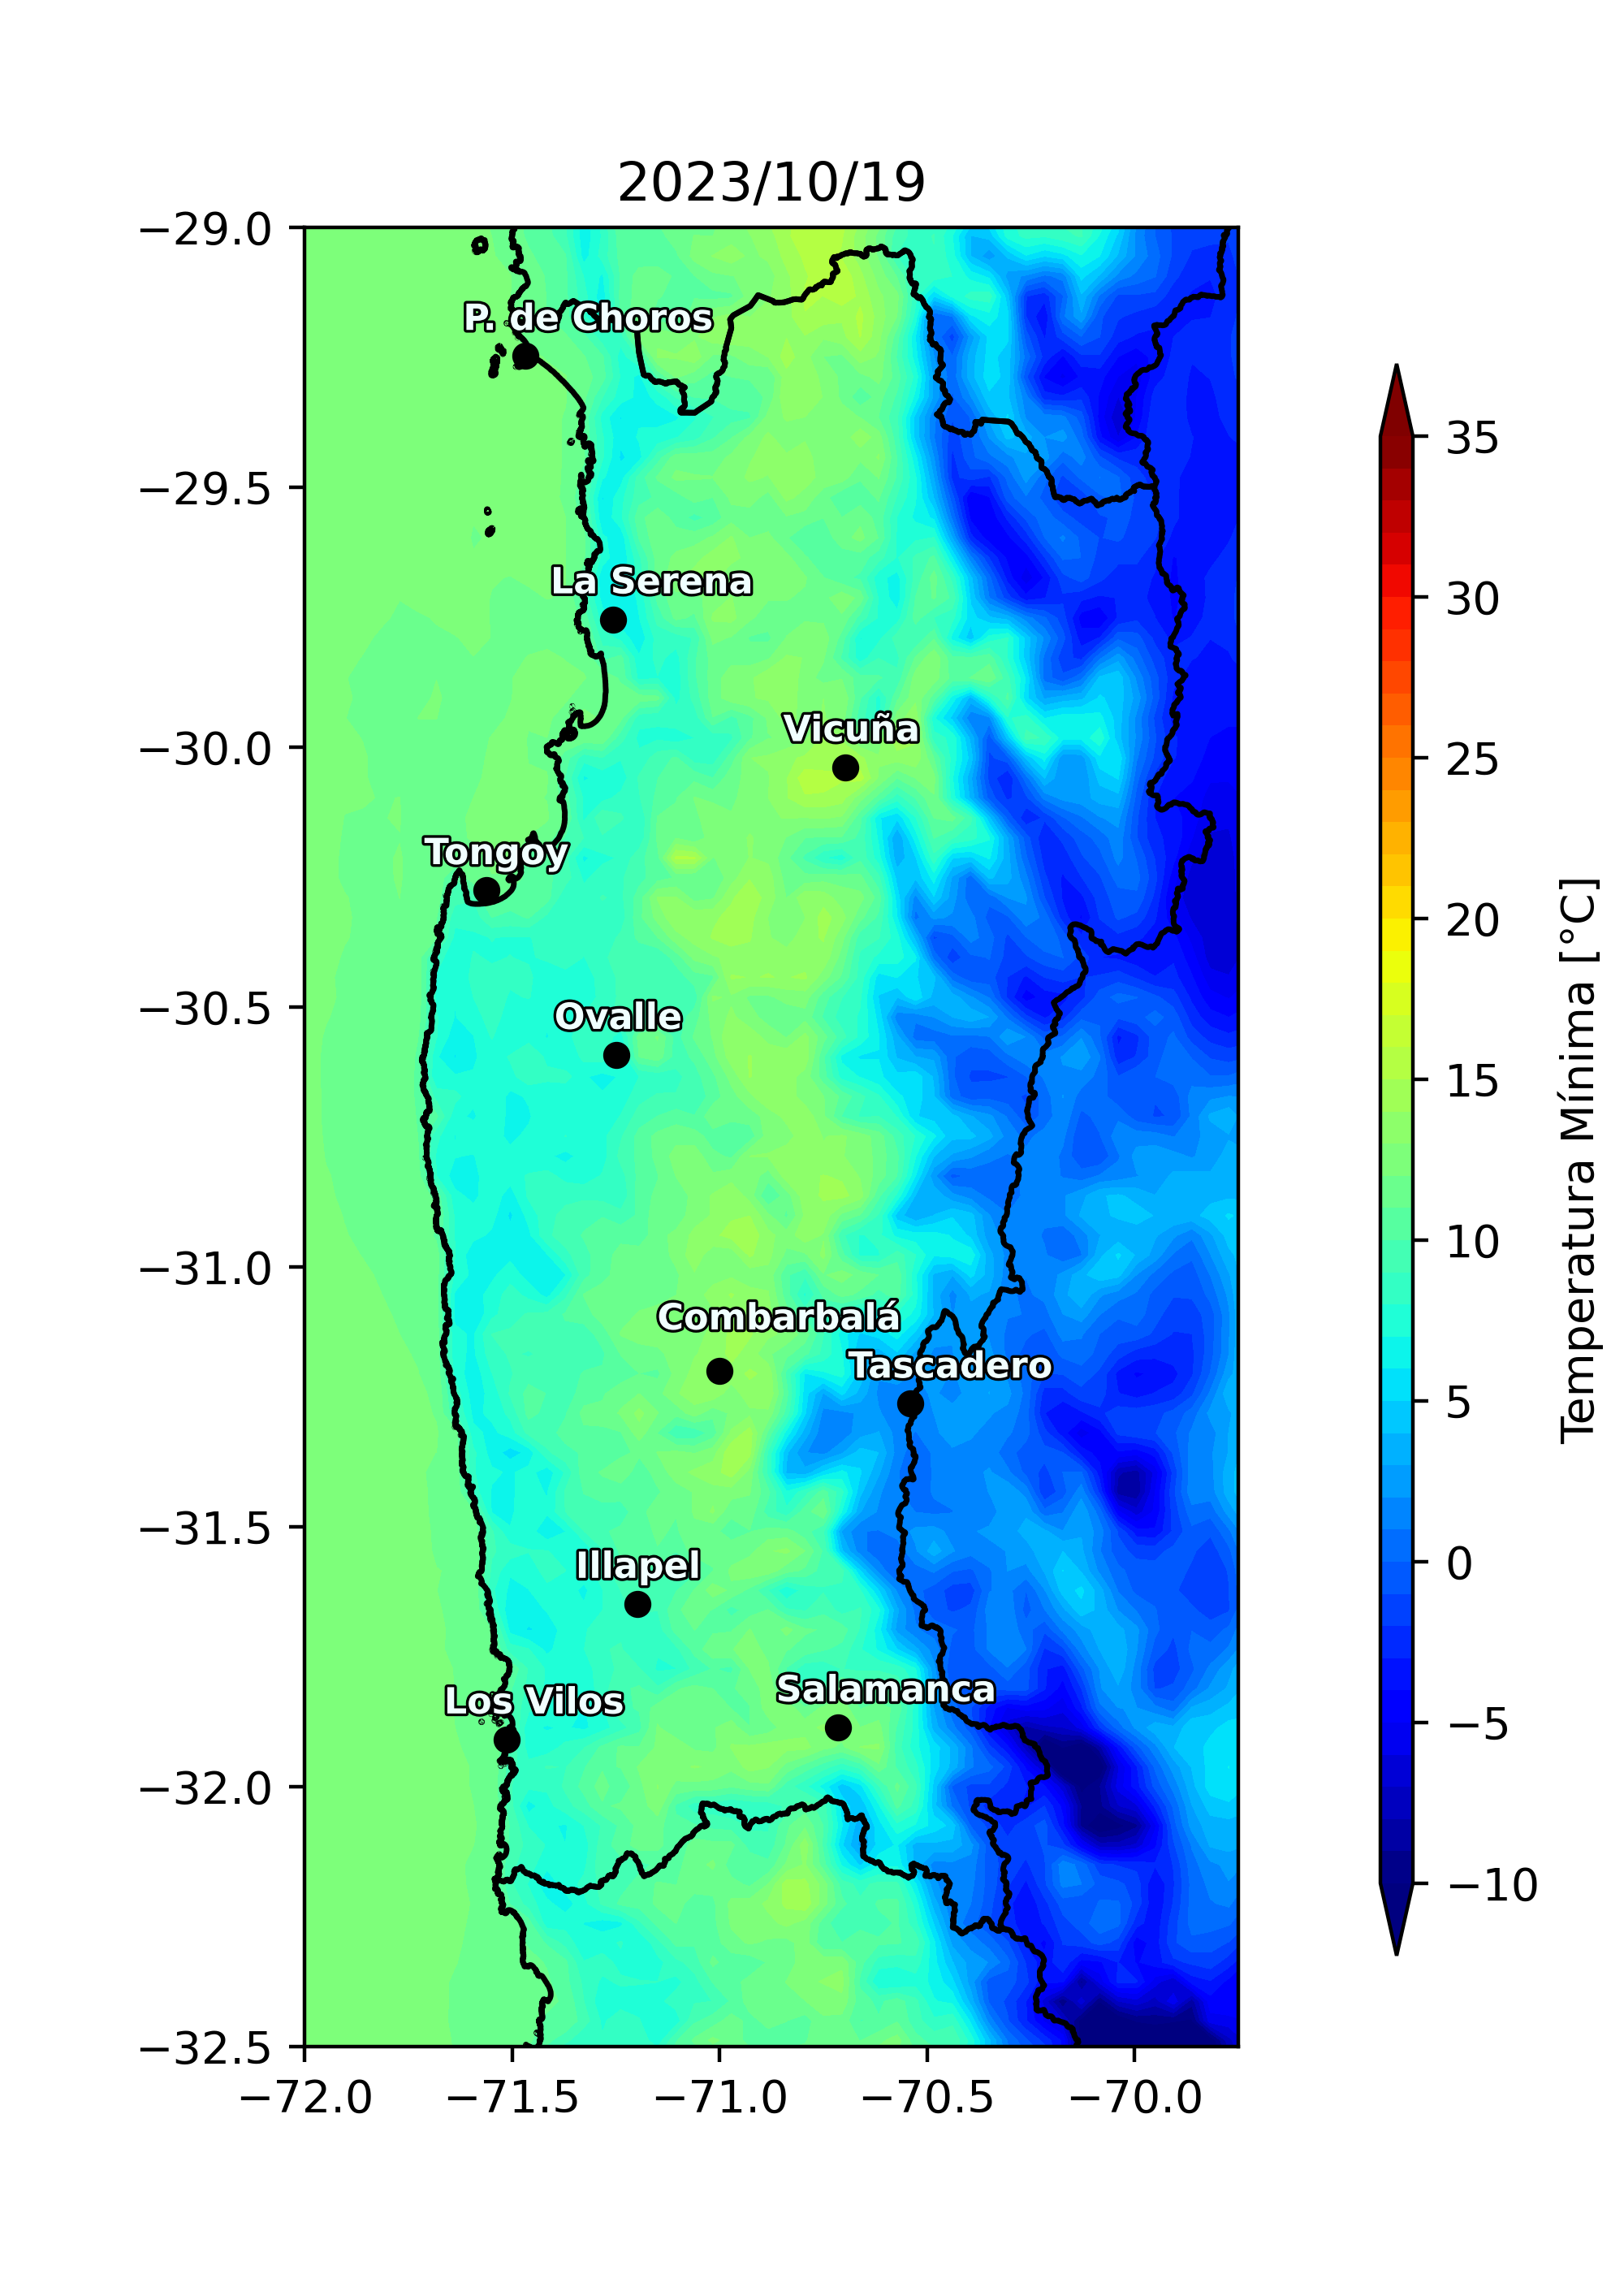 2023/10/19
−29.0
−29.5
−30.0
−30.5
−31.0
−31.5
−32.0
−32.5
−72.0
−71.5
−71.0
−70.5
−70.0
P. de Choros
La Serena
Vicuña
Tongoy
Ovalle
Combarbalá
Tascadero
Illapel
Los Vilos
Salamanca
35
30
25
20
15
10
5
0
−5
−10
Temperatura Mínima [°C]